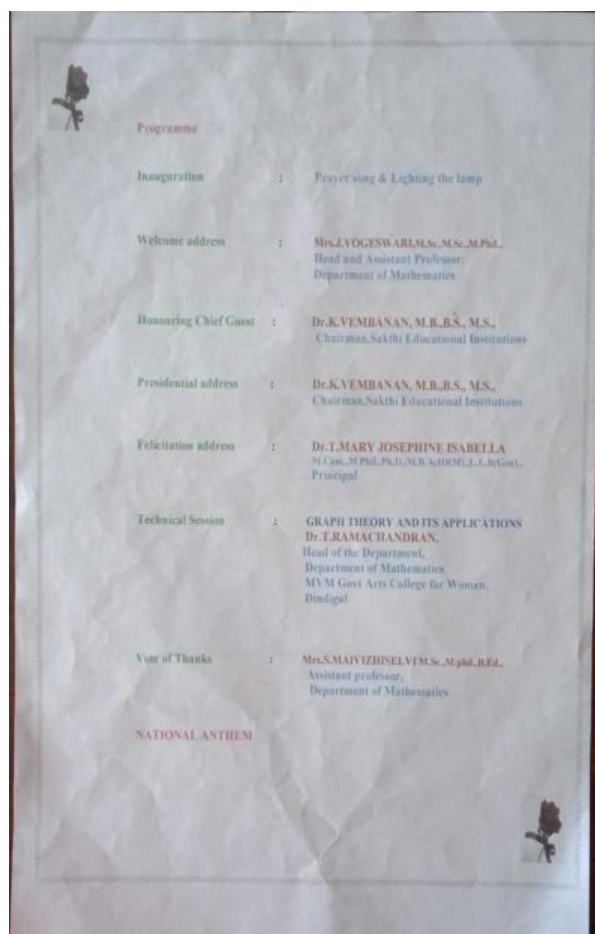 Programme
Inauguration : Prayer song & Lighting the lamp
Welcome address : Mrs.J.YOGESWARI,M.Sc.,M.Sc.,M.Phil.,
Head and Assistant Professor,
Department of Mathematics
Honouring Chief Guest : Dr.K.VEMBANAN, M.B.,B.S., M.S.,
Chairman,Sakthi Educational Institutions
Presidential address : Dr.K.VEMBANAN, M.B.,B.S., M.S.,
Chairman,Sakthi Educational Institutions
Felicitation address : Dr.T.MARY JOSEPHINE ISABELLA
M.Com.,M.Phil.,Ph.D.,M.B.A(HRM),
Principal
Technical Session : GRAPH THEORY AND ITS APPLICATIONS
Dr.T.RAMACHANDRAN,
Head of the Department,
Department of Mathematics
MVM Govt Arts College for Women,
Dindigul
Vote of Thanks : Mrs.S.MAIVIZHISELVI M.Sc.,M.phil.,B.Ed.,
Assistant professor,
Department of Mathematics
NATIONAL ANTHEM